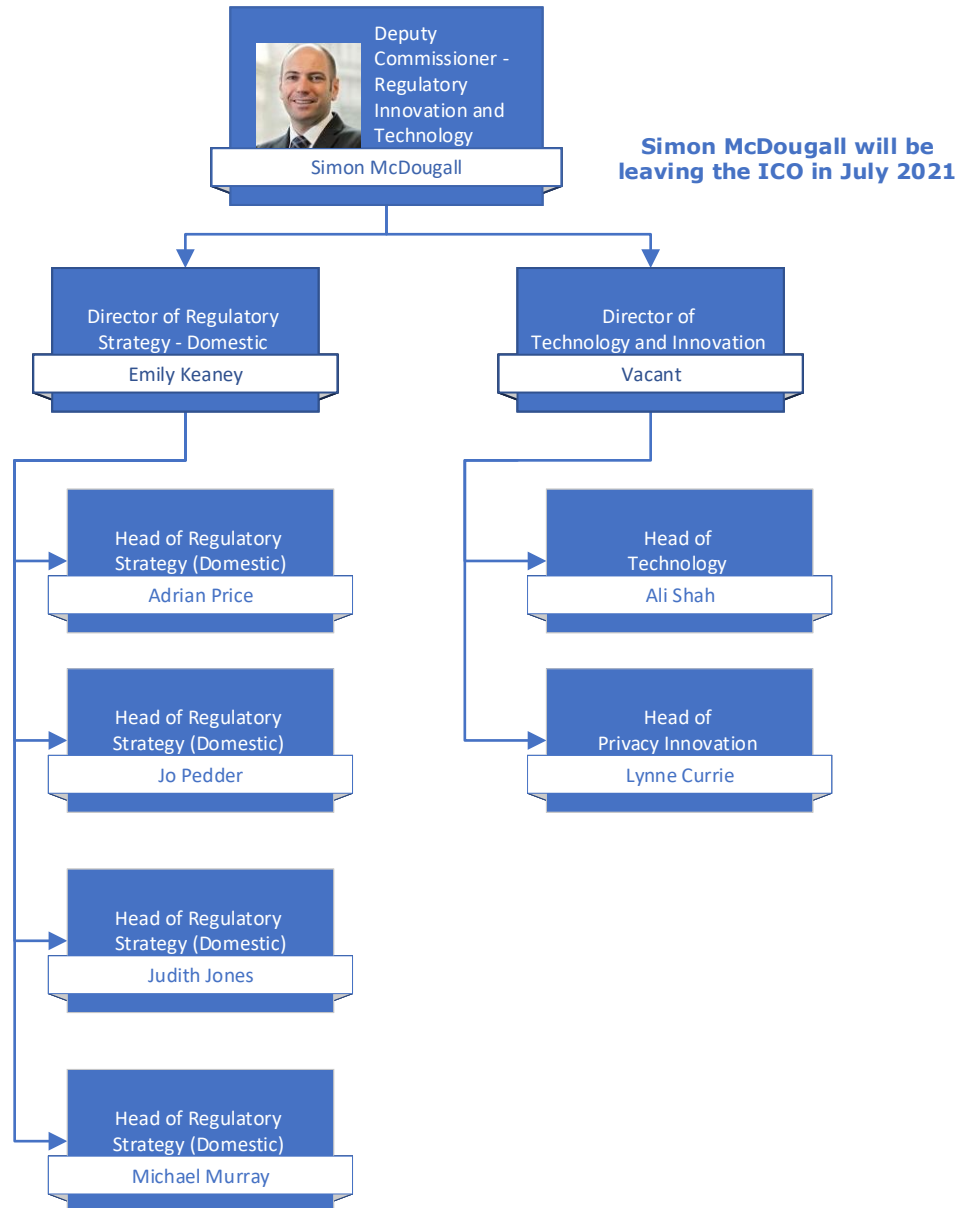 Deputy
Commissioner -
Regulatory
Innovation and
Technology
Simon McDougall
Simon McDougall will be
leaving the ICO in July 2021
Director of Regulatory
Strategy - Domestic
Emily Keaney
Director of
Technology and Innovation
Vacant
Head of Regulatory
Strategy (Domestic)
Adrian Price
Head of
Technology
Ali Shah
Head of Regulatory
Strategy (Domestic)
Jo Pedder
Head of
Privacy Innovation
Lynne Currie
Head of Regulatory
Strategy (Domestic)
Judith Jones
Head of Regulatory
Strategy (Domestic)
Michael Murray